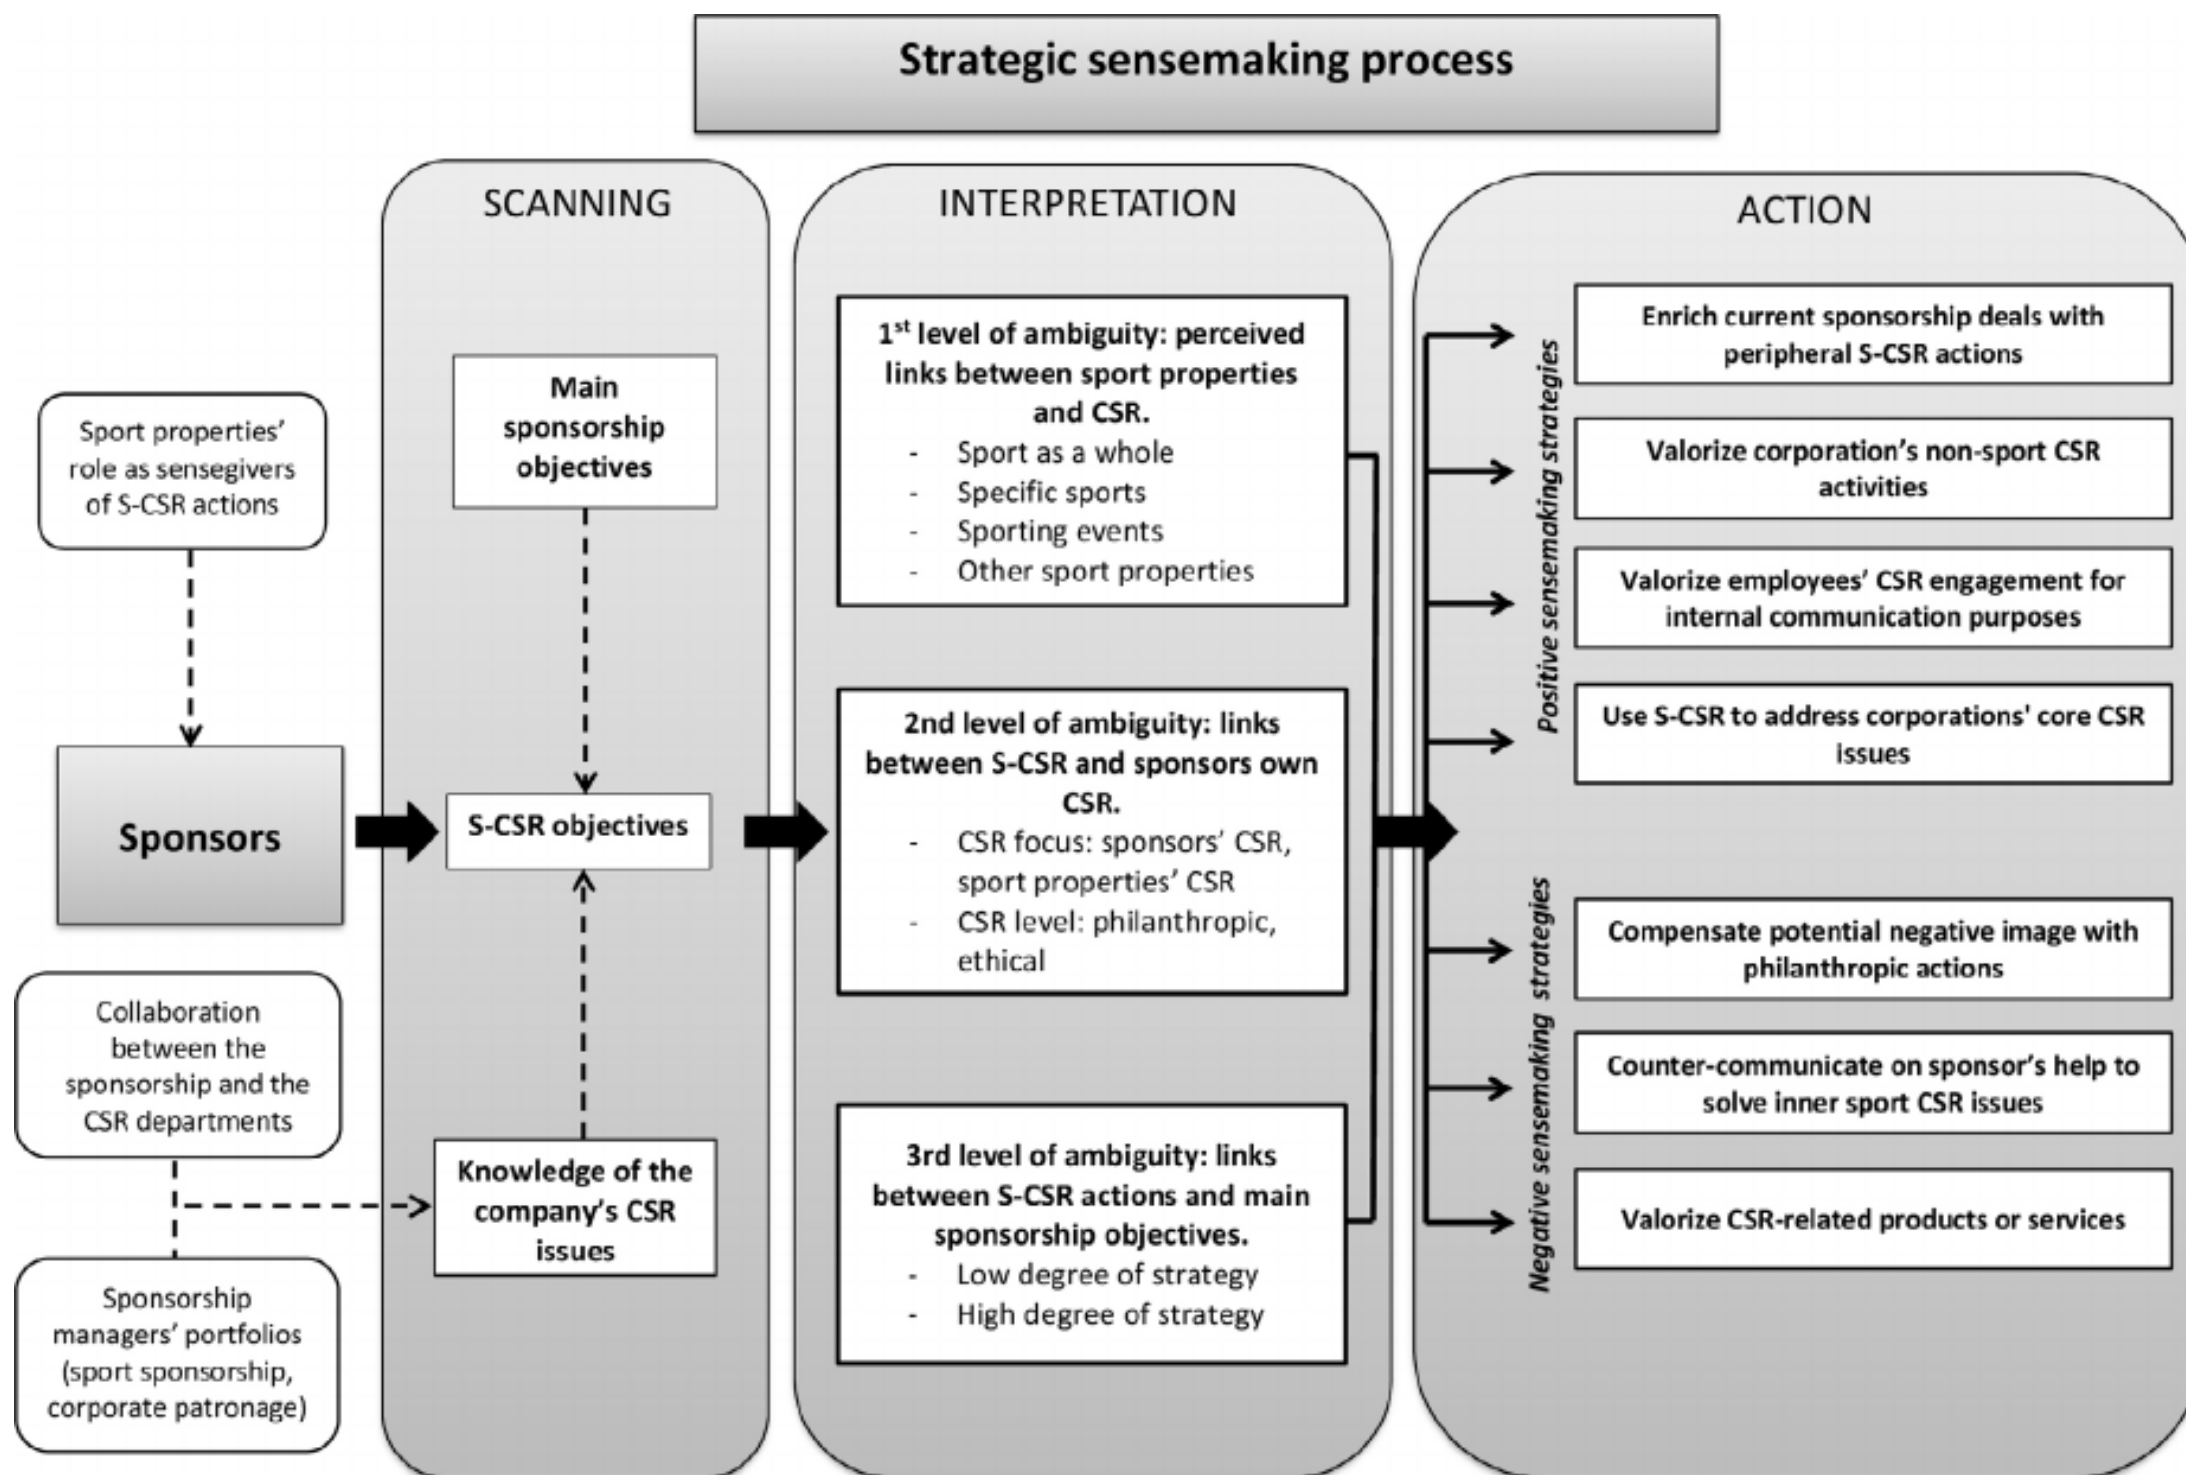 Strategic sensemaking process
Sport properties’
role as sensegivers
of S-CSR actions
Sponsors
Collaboration
between the
sponsorship and the
CSR departments
Sponsorship
managers’ portfolios
(sport sponsorship,
corporate patronage)
SCANNING
Main
sponsorship
objectives
S-CSR objectives
Knowledge of the
company’s CSR
issues
INTERPRETATION
1st level of ambiguity: perceived
links between sport properties
and CSR.
- Sport as a whole
- Specific sports
- Sporting events
- Other sport properties
2nd level of ambiguity: links
between S-CSR and sponsors own
CSR.
- CSR focus: sponsors’ CSR,
sport properties’ CSR
- CSR level: philanthropic,
ethical
3rd level of ambiguity: links
between S-CSR actions and main
sponsorship objectives.
- Low degree of strategy
- High degree of strategy
ACTION
Positive sensemaking strategies
Enrich current sponsorship deals with
peripheral S-CSR actions
Valorize corporation’s non-sport CSR
activities
Valorize employees’ CSR engagement for
internal communication purposes
Use S-CSR to address corporations' core CSR
issues
Negative sensemaking strategies
Compensate potential negative image with
philanthropic actions
Counter-communicate on sponsor’s help to
solve inner sport CSR issues
Valorize CSR-related products or services